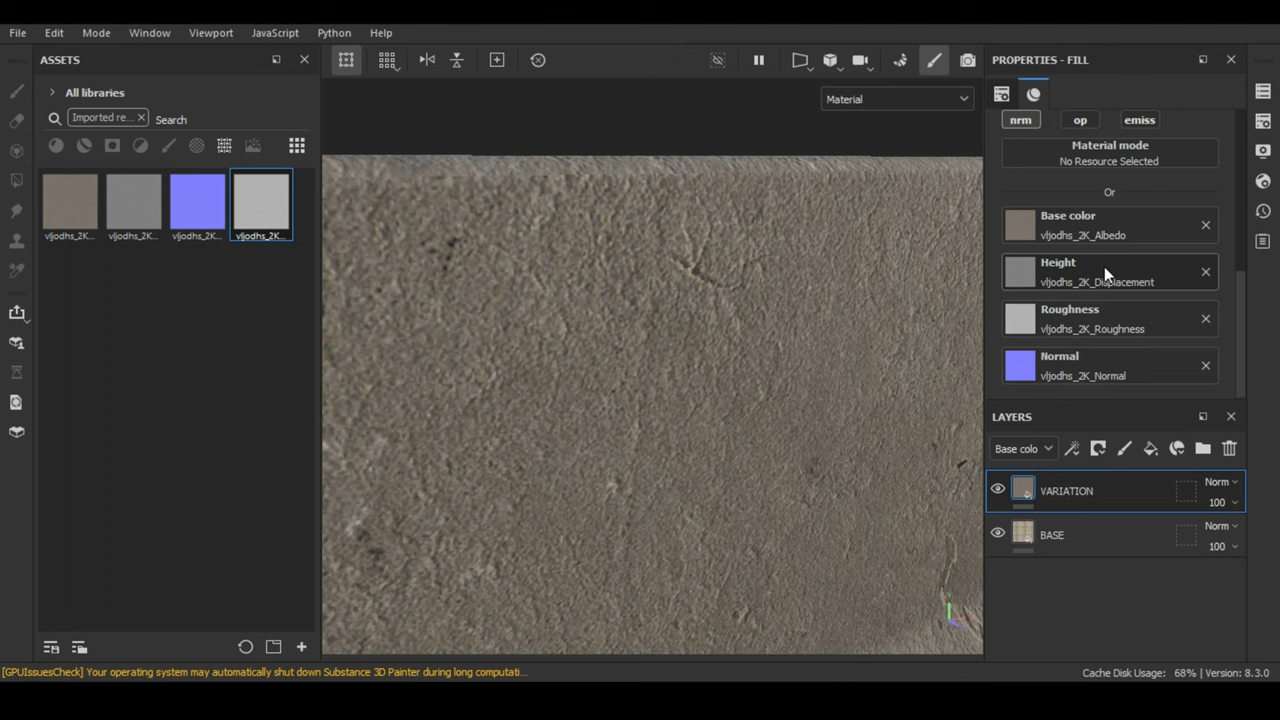 File Edit Mode Window Viewport JavaScript Python Help
ASSETS
All libraries
Imported re... Search
vljodhs_2K... vljodhs_2K... vljodhs_2K... vljodhs_2K...
Material
PROPERTIES - FILL
nrm op emiss
Material mode
No Resource Selected
Or
Base color
vljodhs_2K_Albedo
Height
vljodhs_2K_Displacement
Roughness
vljodhs_2K_Roughness
Normal
vljodhs_2K_Normal
LAYERS
Base colo
VARIATION
Norm
100
BASE
Norm
100
[GPUIssuesCheck] Your operating system may automatically shut down Substance 3D Painter during long computati...
Cache Disk Usage: 68% | Version: 8.3.0